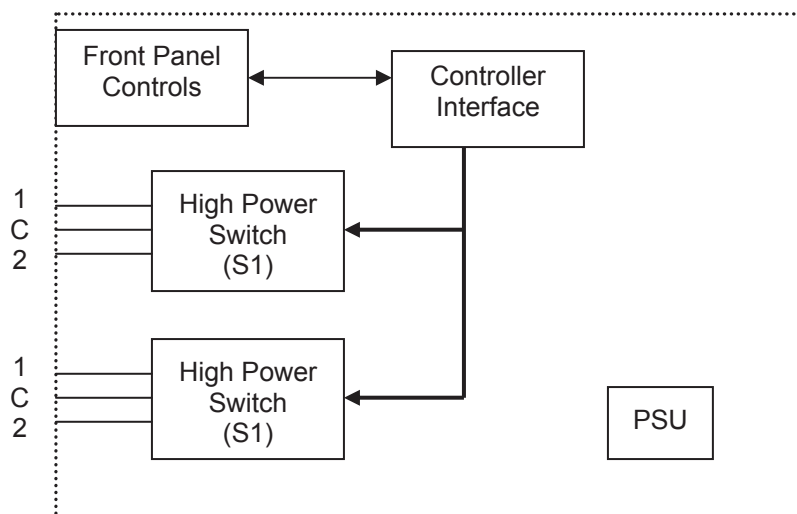 Front Panel
Controls
Controller
Interface
1
C
2
High Power
Switch
(S1)
1
C
2
High Power
Switch
(S1)
PSU